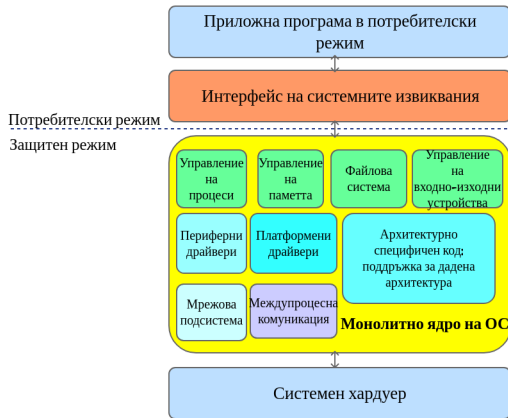 Приложна програма в потребителски
режим
Интерфейс на системните извиквания
Потребителски режим
Защитен режим
Управление
на
процеси
Управление
на
паметта
Файлова
система
Управление
на
входно-изходни
устройства
Периферни
драйвери
Платформени
драйвери
Архитектурно
специфичен код;
поддръжка за дадена
архитектура
Мрежова
подсистема
Междупроцесна
комуникация
Монолитно ядро на ОС
Системен хардуер